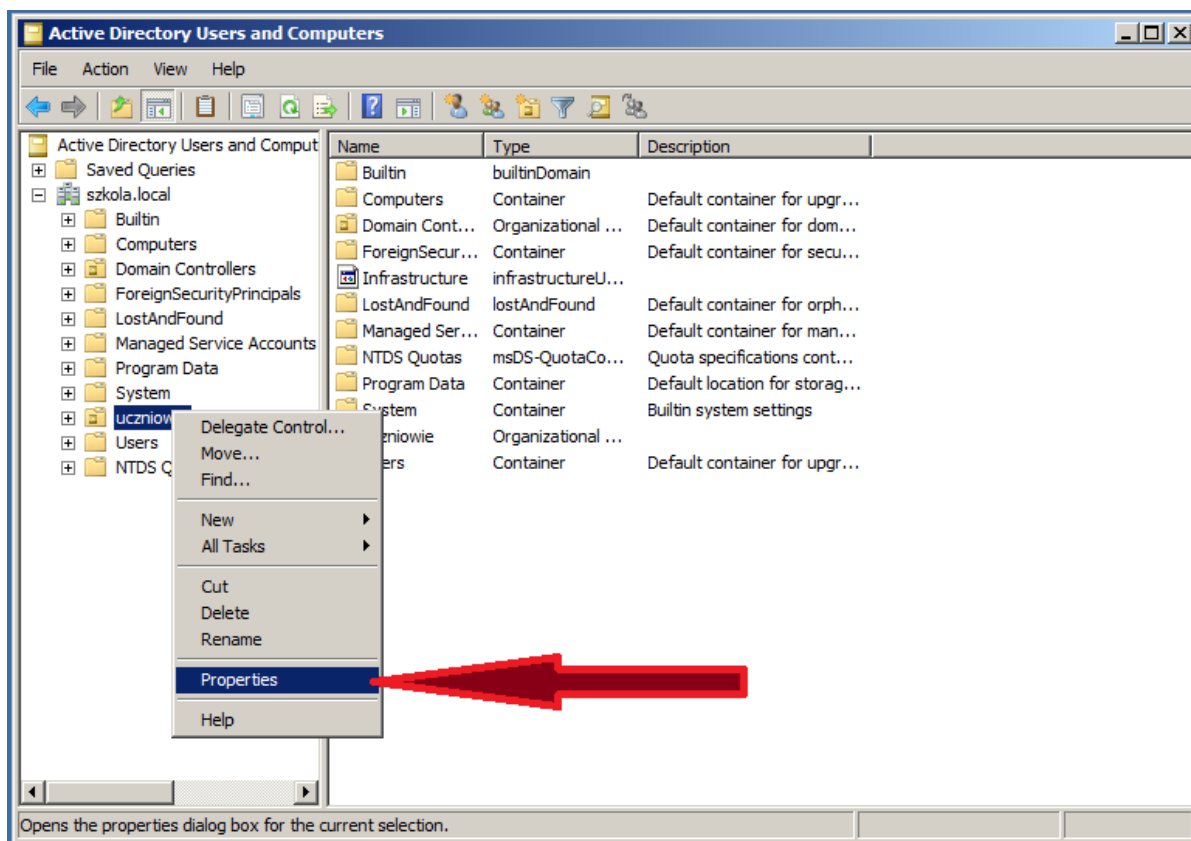 Active Directory Users and Computers
File Action View Help
Active Directory Users and Comput
Saved Queries
szkola.local
Builtin
Computers
Domain Controllers
ForeignSecurityPrincipals
LostAndFound
Managed Service Accounts
Program Data
System
uczniow
Users
NTDS Q
Delegate Control...
Move...
Find...
New
All Tasks
Cut
Delete
Rename
Properties
Help
Name Type Description
Builtin builtinDomain
Computers Container Default container for upgr...
Domain Cont... Organizational ... Default container for dom...
ForeignSecur... Container Default container for secu...
Infrastructure infrastructureU...
LostAndFound lostAndFound Default container for orph...
Managed Ser... Container Default container for man...
NTDS Quotas msDS-QuotaCo... Quota specifications cont...
Program Data Container Default location for storag...
System Container Builtin system settings
zniowie Organizational ...
ers Container Default container for upgr...
Opens the properties dialog box for the current selection.